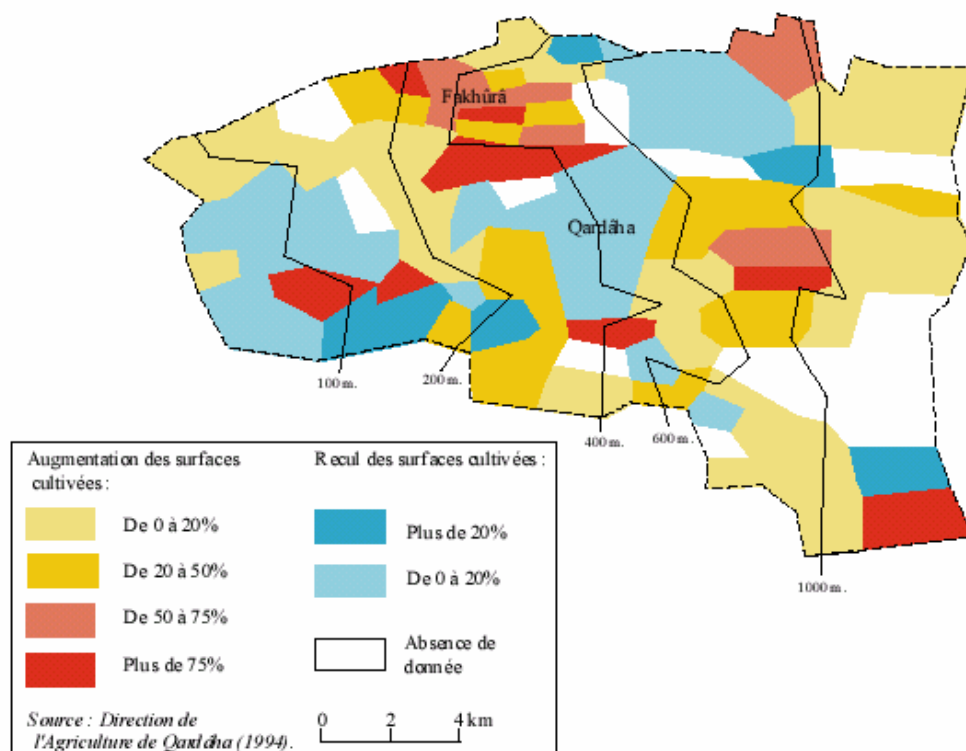 Fakhûrâ
Qardâha
100 m.
200 m.
400 m.
600 m.
1000 m.
Augmentation des surfaces
cultivées :
De 0 à 20%
De 20 à 50%
De 50 à 75%
Plus de 75%
Recul des surfaces cultivées :
Plus de 20%
De 0 à 20%
Absence de
donnée
Source : Direction de
l'Agriculture de Qardâha (1994).
0 2 4 km